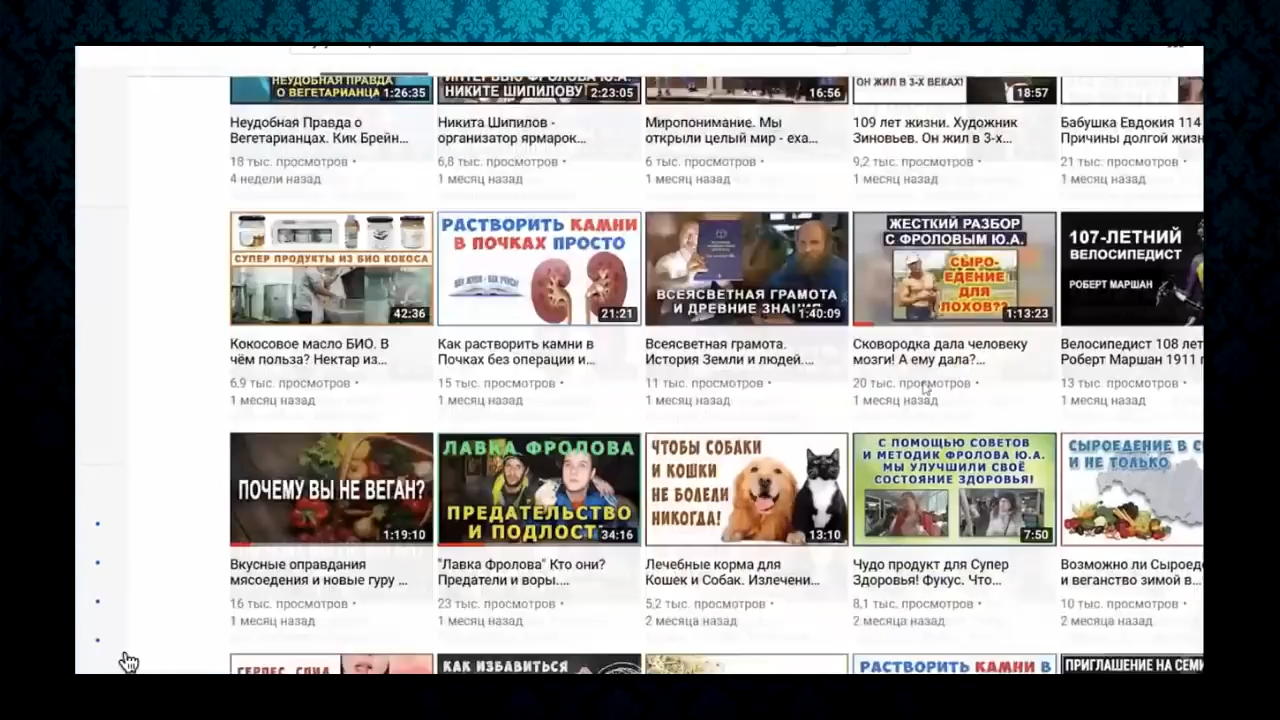 НЕУДОБНАЯ ПРАВДА
О ВЕГЕТАРИАНЦА
1:26:35
ИНТЕРВЬЮ ФРОЛОВА Ю.А.
НИКИТЕ ШИПИЛОВУ
2:23:05
16:56
ОН ЖИЛ В 3-Х ВЕКАХ!
18:57
Неудобная Правда о
Вегетарианцах. Кик Брейн...
18 тыс. просмотров •
4 недели назад
Никита Шипилов -
организатор ярмарок...
6,8 тыс. просмотров •
1 месяц назад
Миропонимание. Мы
открыли целый мир - еха...
6 тыс. просмотров •
1 месяц назад
109 лет жизни. Художник
Зиновьев. Он жил в 3-х...
9,2 тыс. просмотров •
1 месяц назад
Бабушка Евдокия 114
Причины долгой жизн
21 тыс. просмотров •
1 месяц назад
СУПЕР ПРОДУКТЫ ИЗ БИО КОКОСА
42:36
РАСТВОРИТЬ КАМНИ
В ПОЧКАХ ПРОСТО
21:21
ВСЕЯСВЕТНАЯ ГРАМОТА
И ДРЕВНИЕ ЗНАНИЯ
1:40:09
ЖЕСТКИЙ РАЗБОР
С ФРОЛОВЫМ Ю.А.
СЫРО-
ЕДЕНИЕ
ДЛЯ
ЛОХОВ??
1:13:23
107-ЛЕТНИЙ
ВЕЛОСИПЕДИСТ
РОБЕРТ МАРШАН
Кокосовое масло БИО. В
чём польза? Нектар из...
6,9 тыс. просмотров •
1 месяц назад
Как растворить камни в
Почках без операции и...
15 тыс. просмотров •
1 месяц назад
Всеясветная грамота.
История Земли и людей....
11 тыс. просмотров •
1 месяц назад
Сковородка дала человеку
мозги! А ему дала?...
20 тыс. просмотров •
1 месяц назад
Велосипедист 108 лет
Роберт Маршан 1911 г
13 тыс. просмотров •
1 месяц назад
ПОЧЕМУ ВЫ НЕ ВЕГАН?
1:19:10
ЛАВКА ФРОЛОВА
ПРЕДАТЕЛЬСТВО
И ПОДЛОСТ
34:16
ЧТОБЫ СОБАКИ
И КОШКИ
НЕ БОЛЕЛИ
НИКОГДА!
13:10
С ПОМОЩЬЮ СОВЕТОВ
И МЕТОДИК ФРОЛОВА Ю.А.
МЫ УЛУЧШИЛИ СВОЁ
СОСТОЯНИЕ ЗДОРОВЬЯ!
7:50
СЫРОЕДЕНИЕ В С
И НЕ ТОЛЬКО
Вкусные оправдания
мясоедения и новые гуру ...
16 тыс. просмотров •
1 месяц назад
"Лавка Фролова" Кто они?
Предатели и воры....
23 тыс. просмотров •
1 месяц назад
Лечебные корма для
Кошек и Собак. Излечени...
5,2 тыс. просмотров •
2 месяца назад
Чудо продукт для Супер
Здоровья! Фукус. Что...
8,1 тыс. просмотров •
2 месяца назад
Возможно ли Сыроед
и веганство зимой в...
10 тыс. просмотров •
2 месяца назад
ГЕРПЕС, СПИД
КАК ИЗБАВИТЬСЯ
РАСТВОРИТЬ КАМНИ В
ПРИГЛАШЕНИЕ НА СЕМИ